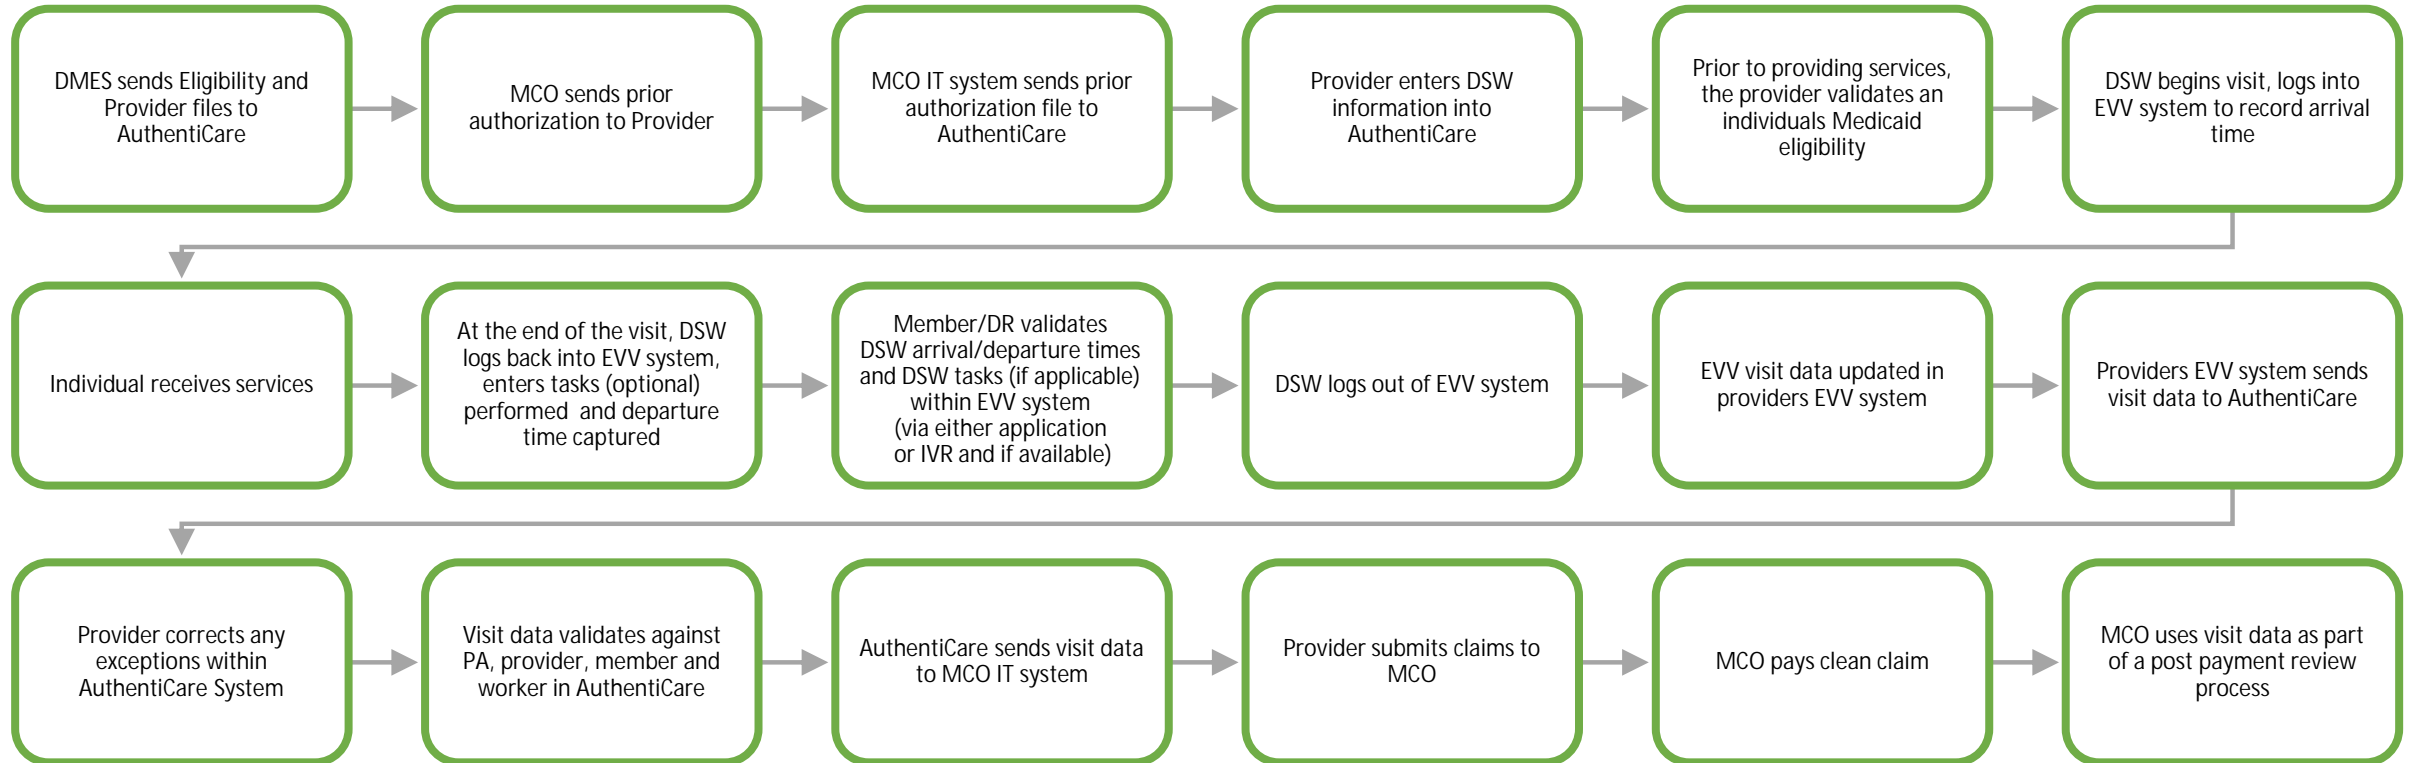 DMES sends Eligibility and
Provider files to
AuthentiCare
MCO sends prior
authorization to Provider
MCO IT system sends prior
authorization file to
AuthentiCare
Provider enters DSW
information into
AuthentiCare
Prior to providing services,
the provider validates an
individuals Medicaid
eligibility
DSW begins visit, logs into
EVV system to record arrival
time
Individual receives services
At the end of the visit, DSW
logs back into EVV system,
enters tasks (optional)
performed and departure
time captured
Member/DR validates
DSW arrival/departure times
and DSW tasks (if applicable)
within EVV system
(via either application
or IVR and if available)
DSW logs out of EVV system
EVV visit data updated in
providers EVV system
Providers EVV system sends
visit data to AuthentiCare
Provider corrects any
exceptions within
AuthentiCare System
Visit data validates against
PA, provider, member and
worker in AuthentiCare
AuthentiCare sends visit data
to MCO IT system
Provider submits claims to
MCO
MCO pays clean claim
MCO uses visit data as part
of a post payment review
process